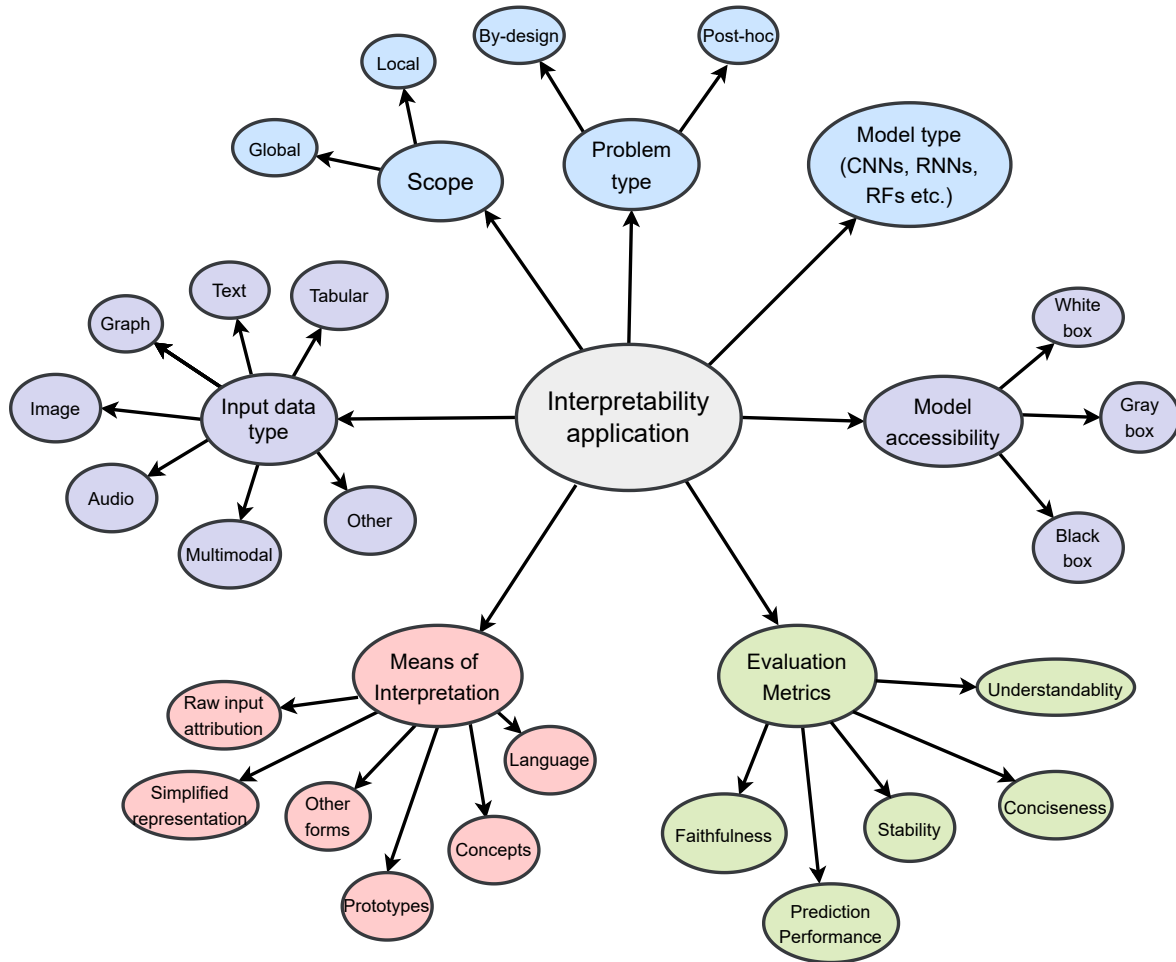 By-design
Post-hoc
Local
Global
Scope
Problem
type
Model type
(CNNs, RNNs,
RFs etc.)
Text
Tabular
Graph
Image
Input data
type
Audio
Multimodal
Other
Interpretability
application
White
box
Model
accessibility
Gray
box
Black
box
Means of
Interpretation
Raw input
attribution
Simplified
representation
Other
forms
Prototypes
Concepts
Language
Evaluation
Metrics
Understandablity
Conciseness
Stability
Faithfulness
Prediction
Performance